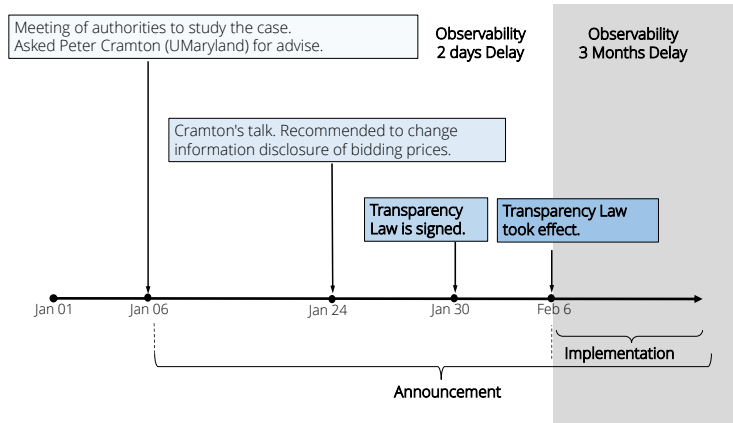 Meeting of authorities to study the case.
Asked Peter Cramton (UMaryland) for advise.
Observability
2 days Delay
Observability
3 Months Delay
Cramton's talk. Recommended to change
information disclosure of bidding prices.
Transparency
Law is signed.
Transparency Law
took effect.
Jan 01
Jan 06
Jan 24
Jan 30
Feb 6
Implementation
Announcement